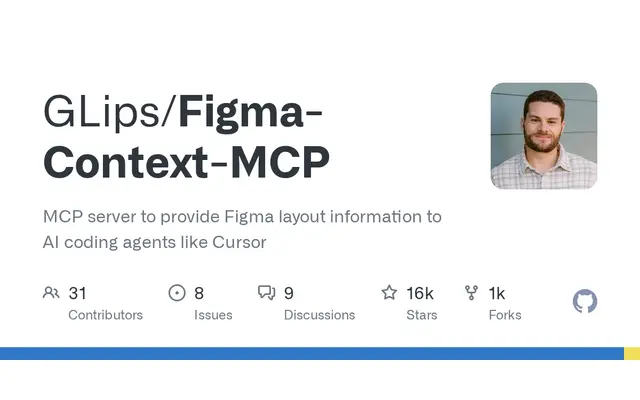 GLips/Figma-
Context-MCP
MCP server to provide Figma layout information to
AI coding agents like Cursor
31
Contributors
8
Issues
9
Discussions
16k
Stars
1k
Forks